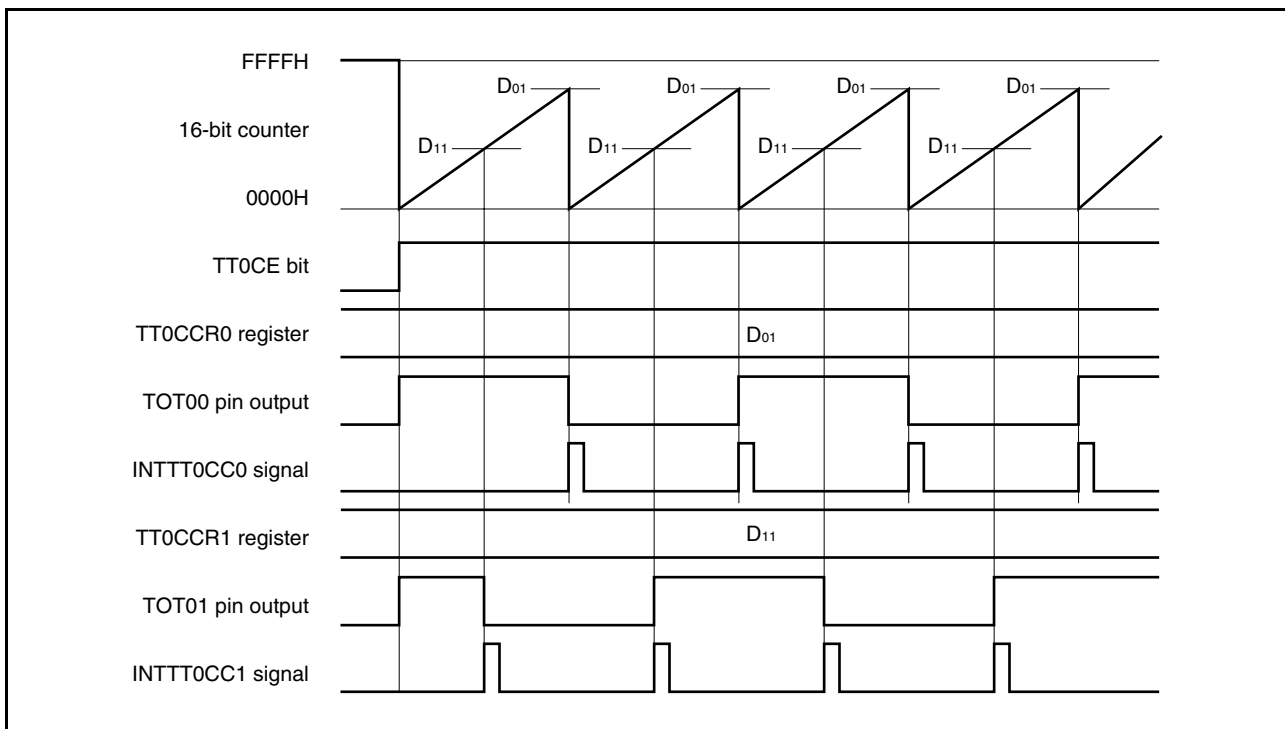 FFFFH
D01 D01 D01 D01
16-bit counter
D11 D11 D11 D11
0000H
TT0CE bit
TT0CCR0 register
D01
TOT00 pin output
INTTT0CC0 signal
TT0CCR1 register
D11
TOT01 pin output
INTTT0CC1 signal